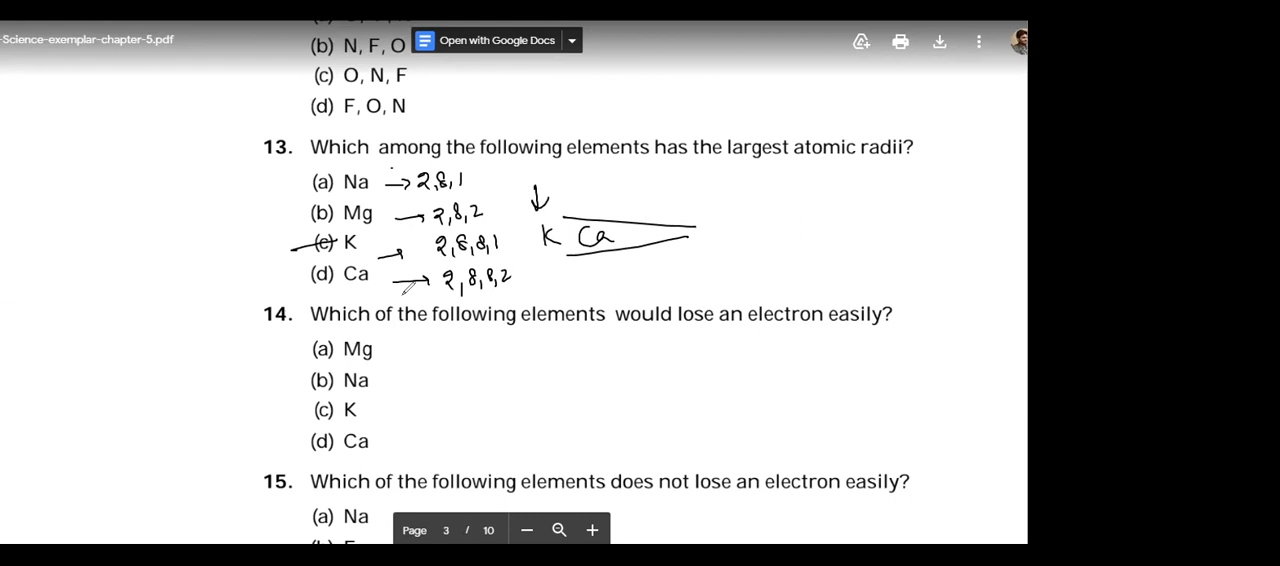 -Science-exemplar-chapter-5.pdf
Open with Google Docs
(b) N, F, O
(c) O, N, F
(d) F, O, N
13. Which among the following elements has the largest atomic radii?
(a) Na → 2,8,1
(b) Mg → 2,8,2
(c) K → 2,8,8,1
K Ca
(d) Ca → 2,8,8,2
14. Which of the following elements would lose an electron easily?
(a) Mg
(b) Na
(c) K
(d) Ca
15. Which of the following elements does not lose an electron easily?
(a) Na
Page 3 / 10